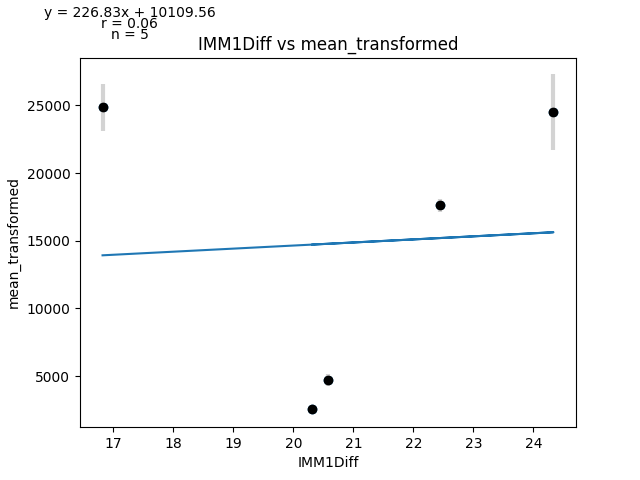 y = 226.83x + 10109.56
r = 0.06
n = 5
IMM1Diff vs mean_transformed
25000
20000
15000
10000
5000
mean_transformed
17 18 19 20 21 22 23 24
IMM1Diff